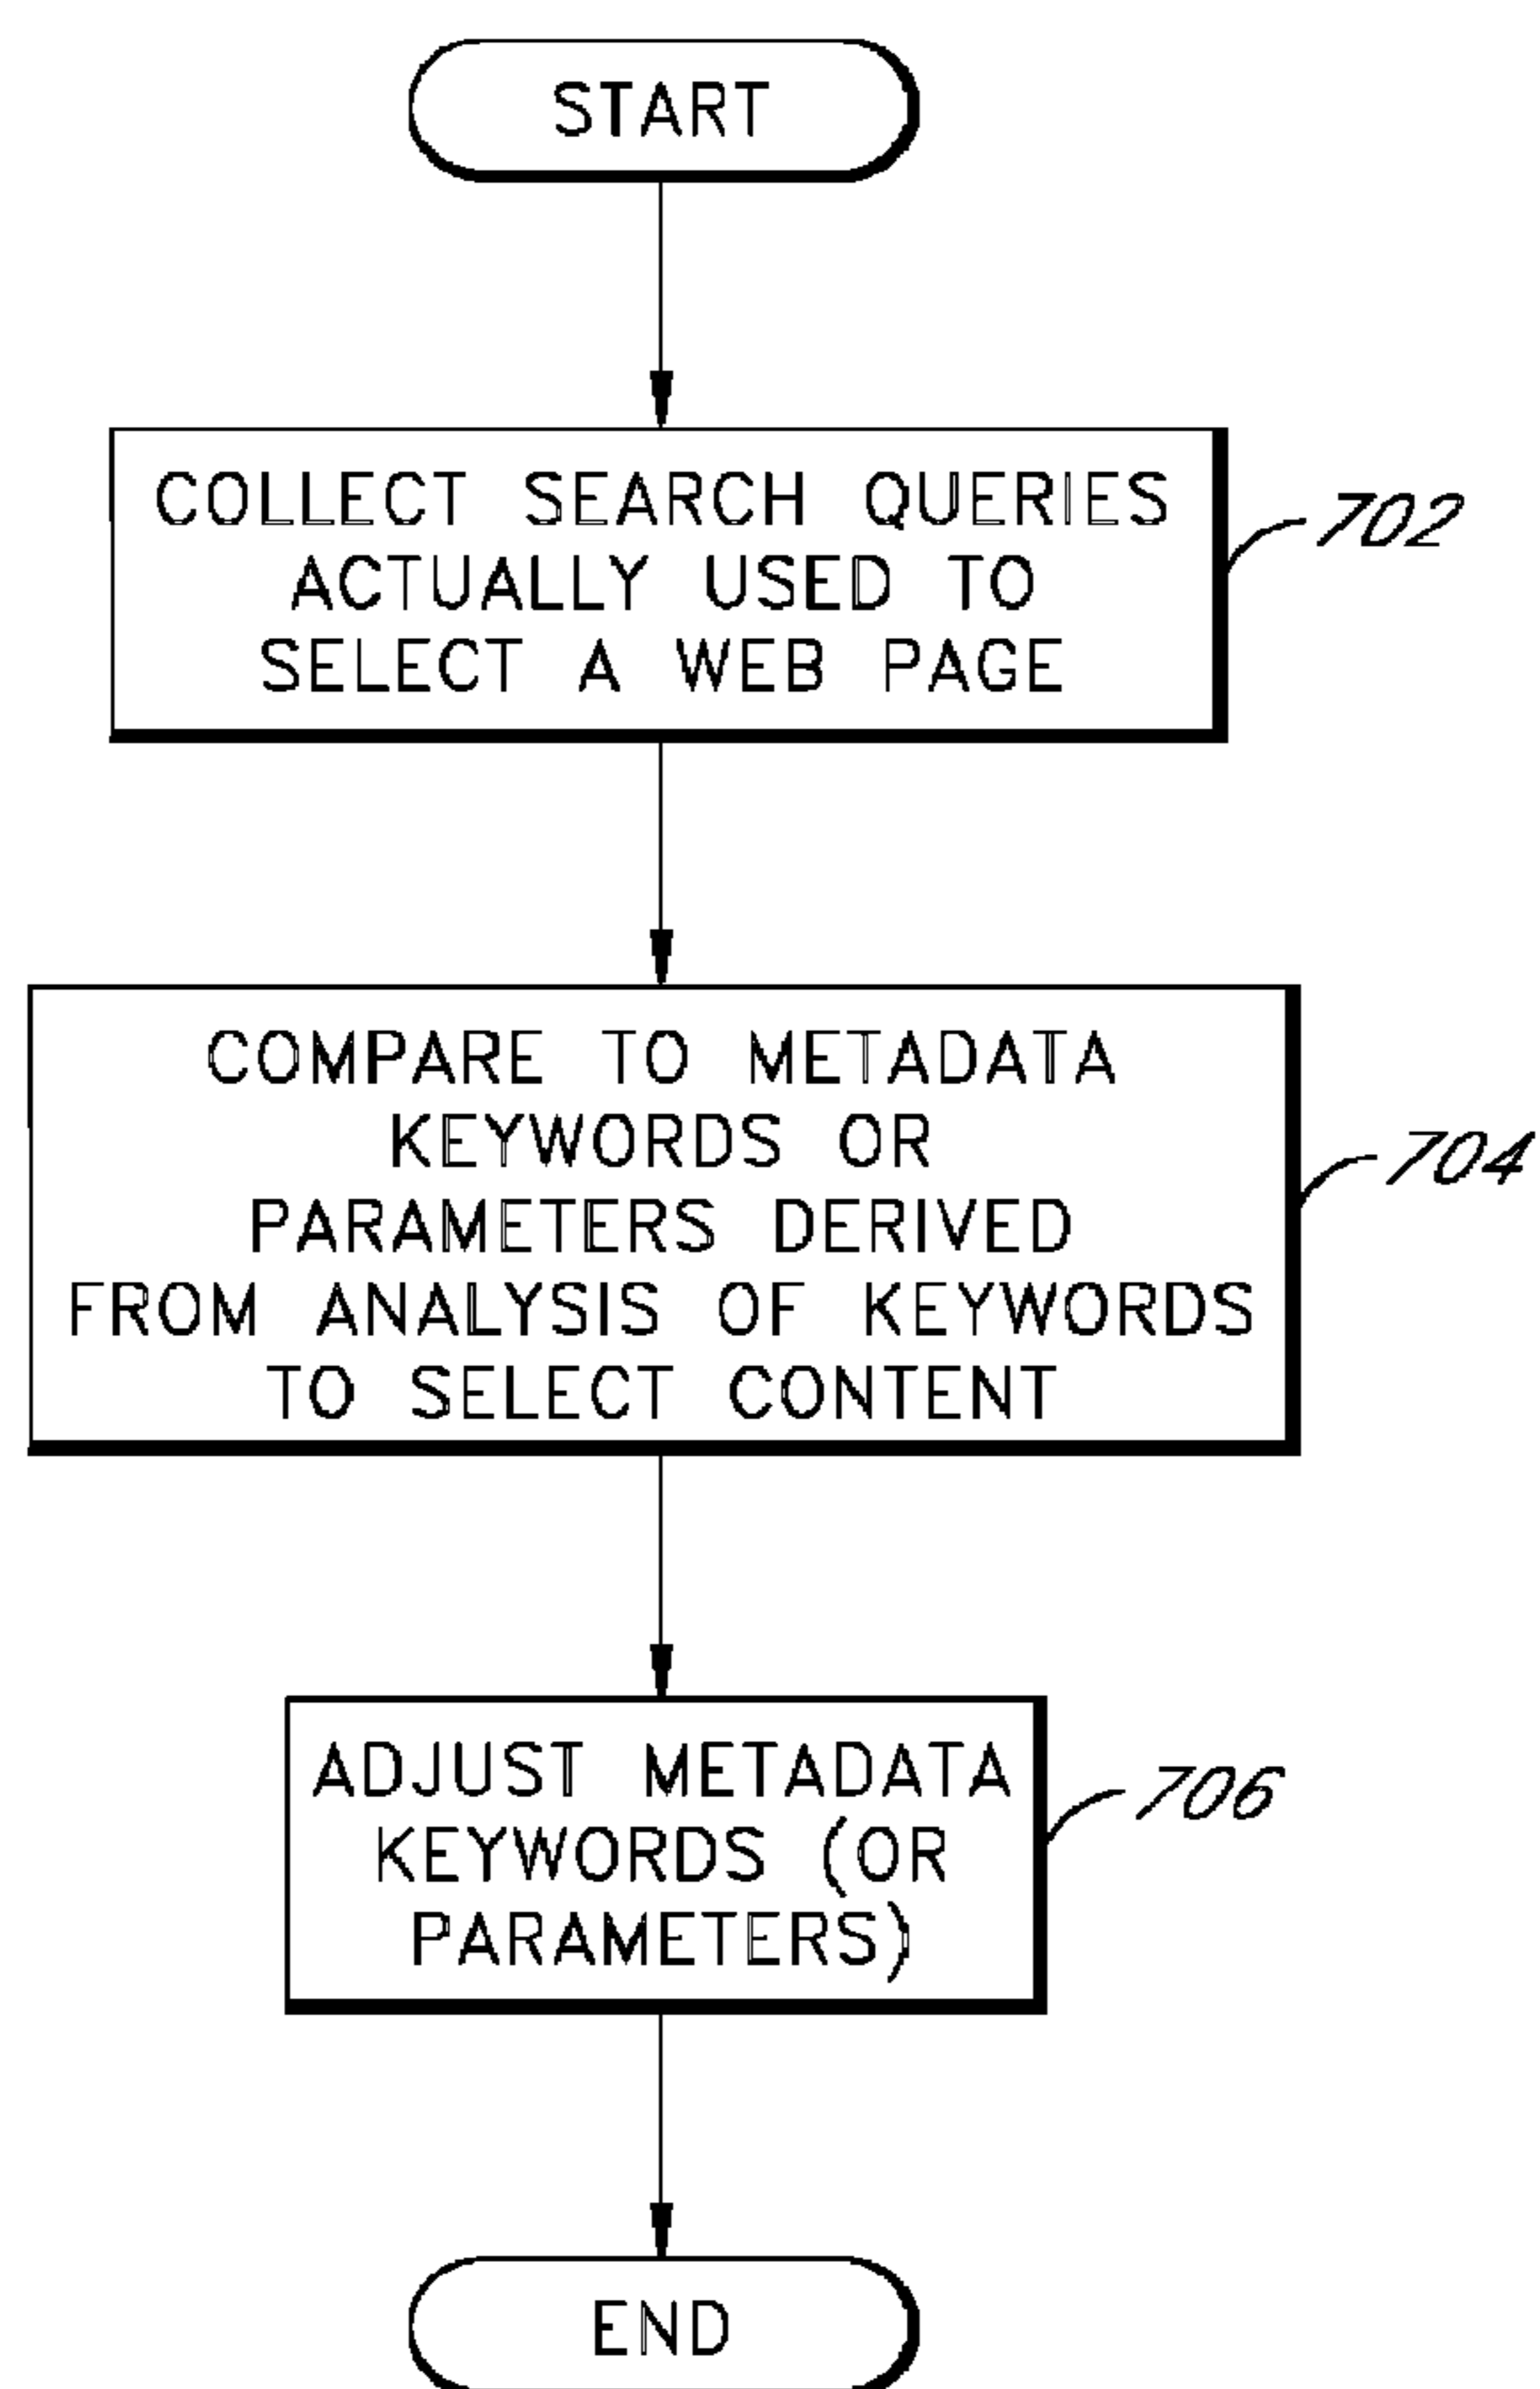 START
COLLECT SEARCH QUERIES
ACTUALLY USED TO
SELECT A WEB PAGE
702
COMPARE TO METADATA
KEYWORDS OR
PARAMETERS DERIVED
FROM ANALYSIS OF KEYWORDS
TO SELECT CONTENT
704
ADJUST METADATA
KEYWORDS (OR
PARAMETERS)
706
END